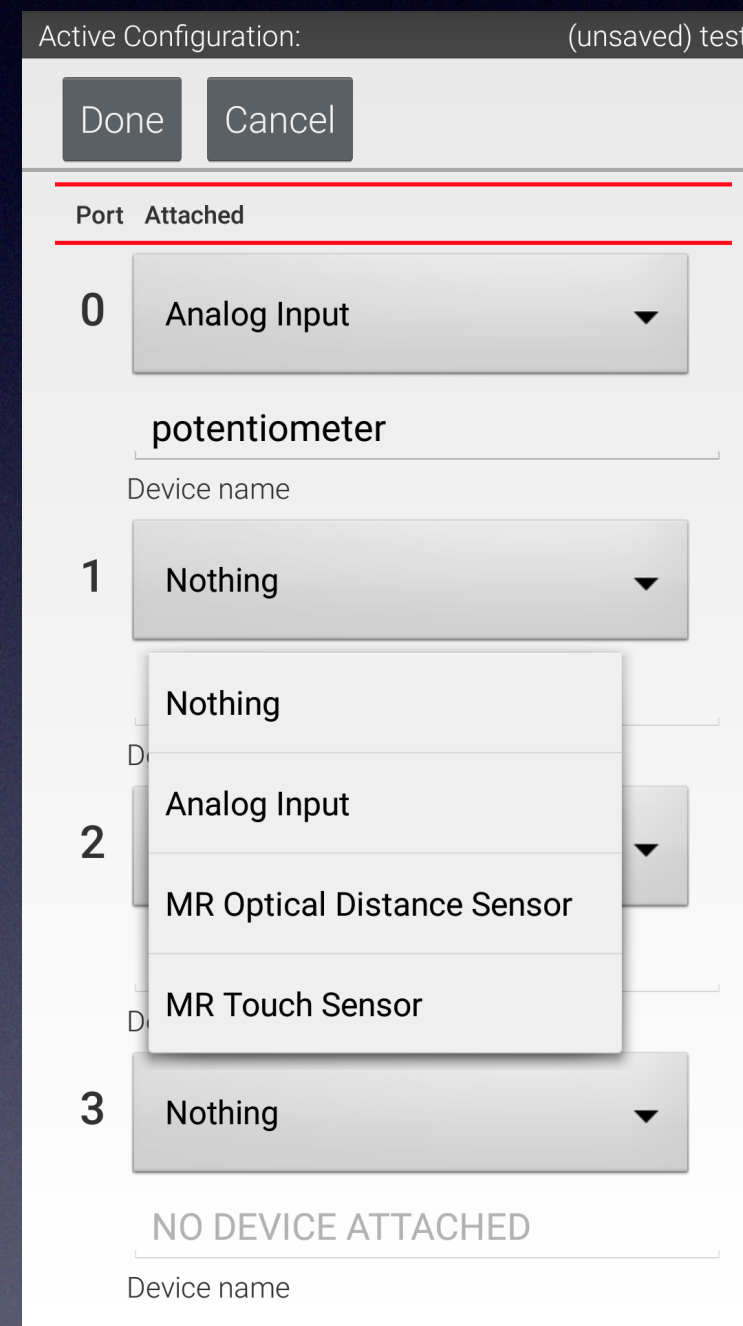 Active Configuration: (unsaved) test
Done Cancel
Port Attached
0 Analog Input
potentiometer
Device name
1 Nothing
Nothing
Analog Input
2
MR Optical Distance Sensor
MR Touch Sensor
3 Nothing
NO DEVICE ATTACHED
Device name